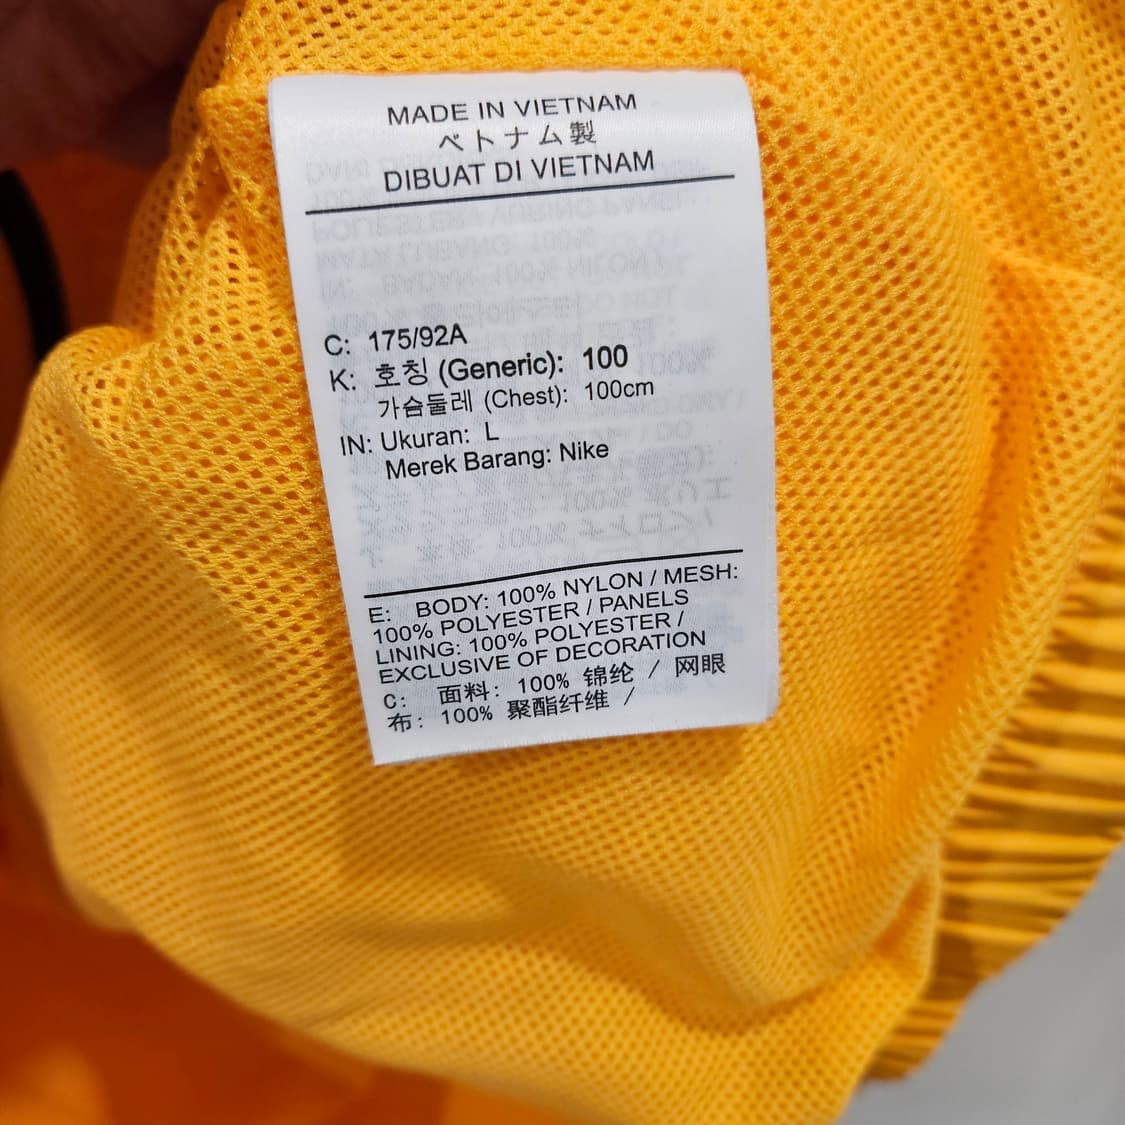 MADE IN VIETNAM
ベトナム製
DIBUAT DI VIETNAM
C: 175/92A
K: 호칭 (Generic): 100
가슴둘레 (Chest): 100cm
IN: Ukuran: L
Merek Barang: Nike
E: BODY: 100% NYLON / MESH:
100% POLYESTER / PANELS
LINING: 100% POLYESTER /
EXCLUSIVE OF DECORATION
C: 面料: 100% 锦纶 / 网眼
布: 100% 聚酯纤维 /